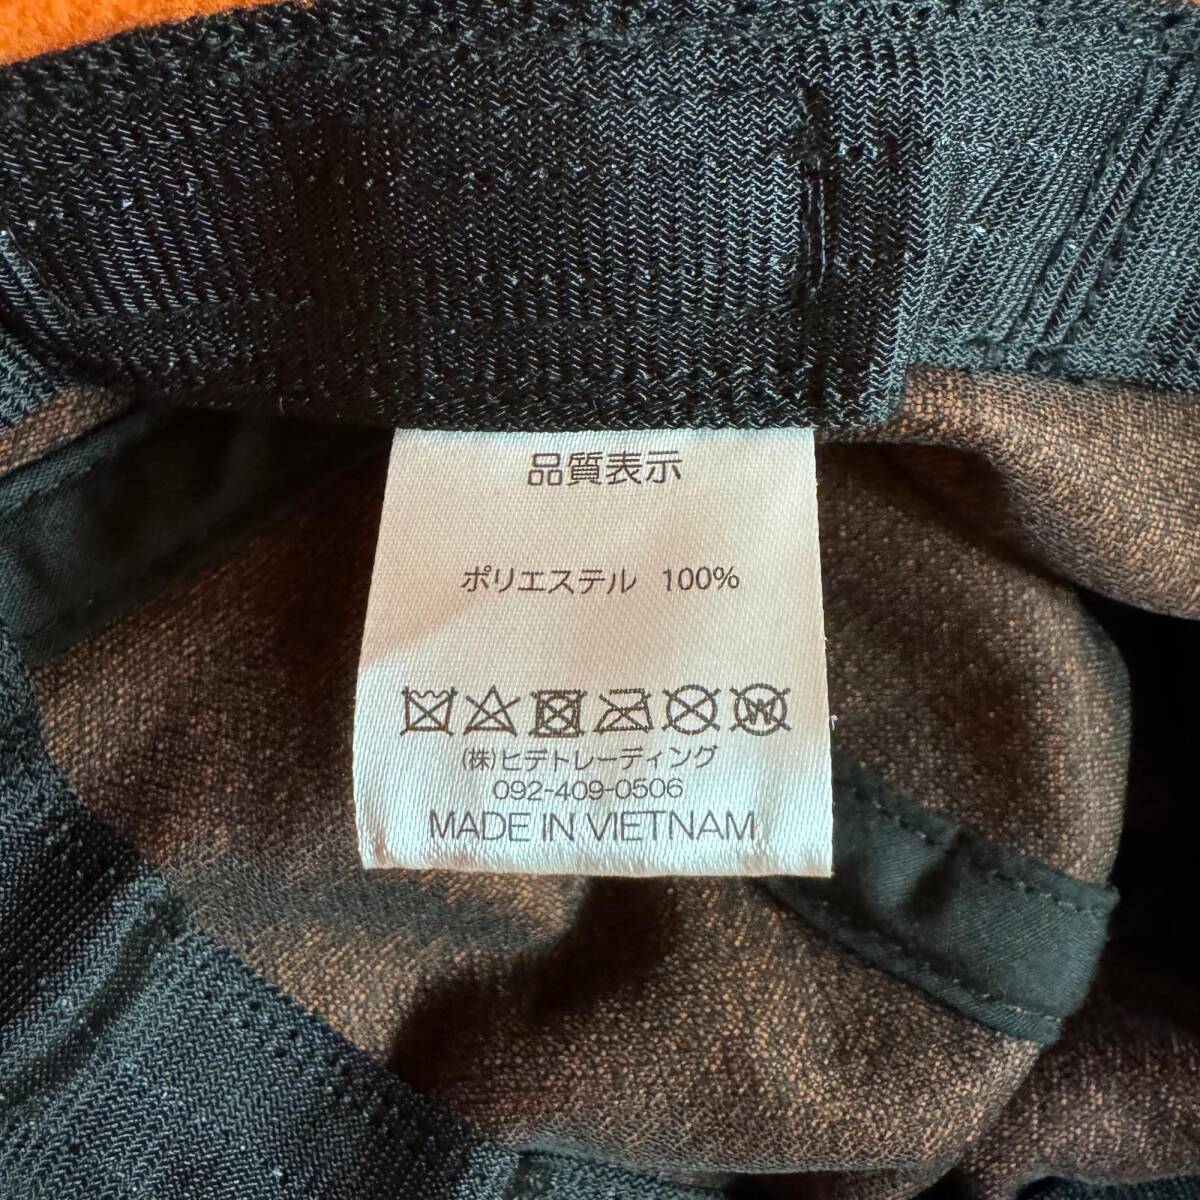 品質表示
ポリエステル 100%
W
(株)ヒデトレーディング
092-409-0506
MADE IN VIETNAM